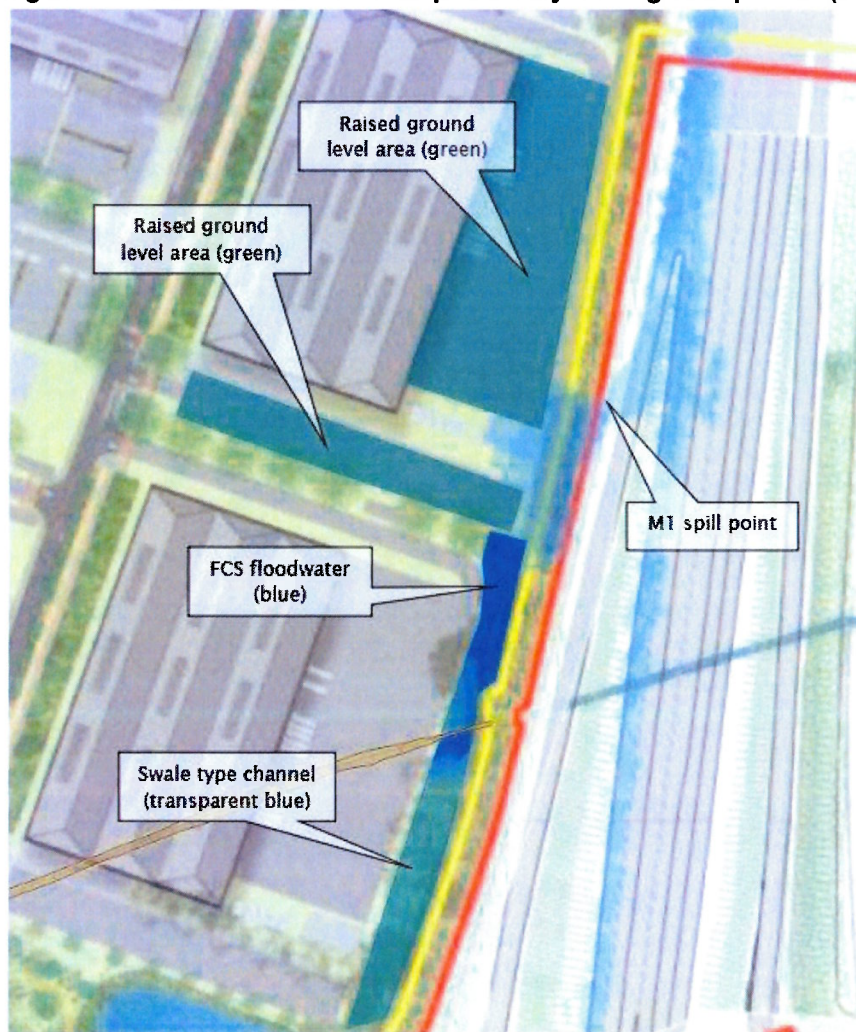 Raised ground
level area (green)
Raised ground
level area (green)
M1 spill point
FCS floodwater
(blue)
Swale type channel
(transparent blue)